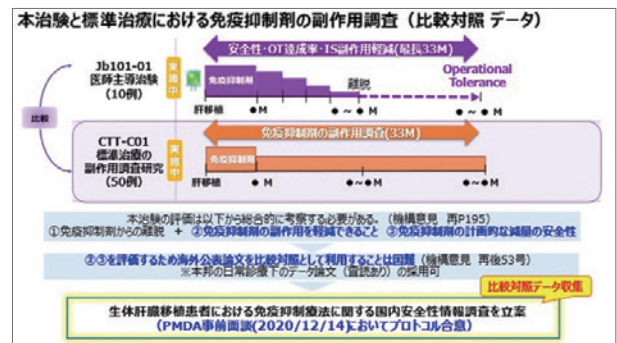 本治験と標準治療における免疫抑制剤の副作用調査（比較対照 データ）
安全性・OT達成率・IS副作用軽減(最長33M)
Jb101-01
医師主導治験
(10例)
実施中
免疫抑制剤
離脱
Operational
Tolerance
肝移植
●M
●～●M
●～●M
比較
CTT-C01
標準治療の
副作用調査研究
(50例)
実施中
免疫抑制剤の副作用調査(33M)
免疫抑制剤
肝移植
●M
●～●M
●～●M
本治験の評価は以下から総合的に考察する必要がある。（機構意見 再P195）
①免疫抑制剤からの離脱 ＋ ②免疫抑制剤の副作用を軽減できること ③免疫抑制剤の計画的な減量の安全性
②③を評価するため海外公表論文を比較対照として利用することは困難（機構意見 再後53号）
※本邦の日常診療下のデータ論文（査読あり）の採用可
比較対照データ収集
生体肝臓移植患者における免疫抑制療法に関する国内安全性情報調査を立案
（PMDA事前面談(2020/12/14)においてプロトコル合意）